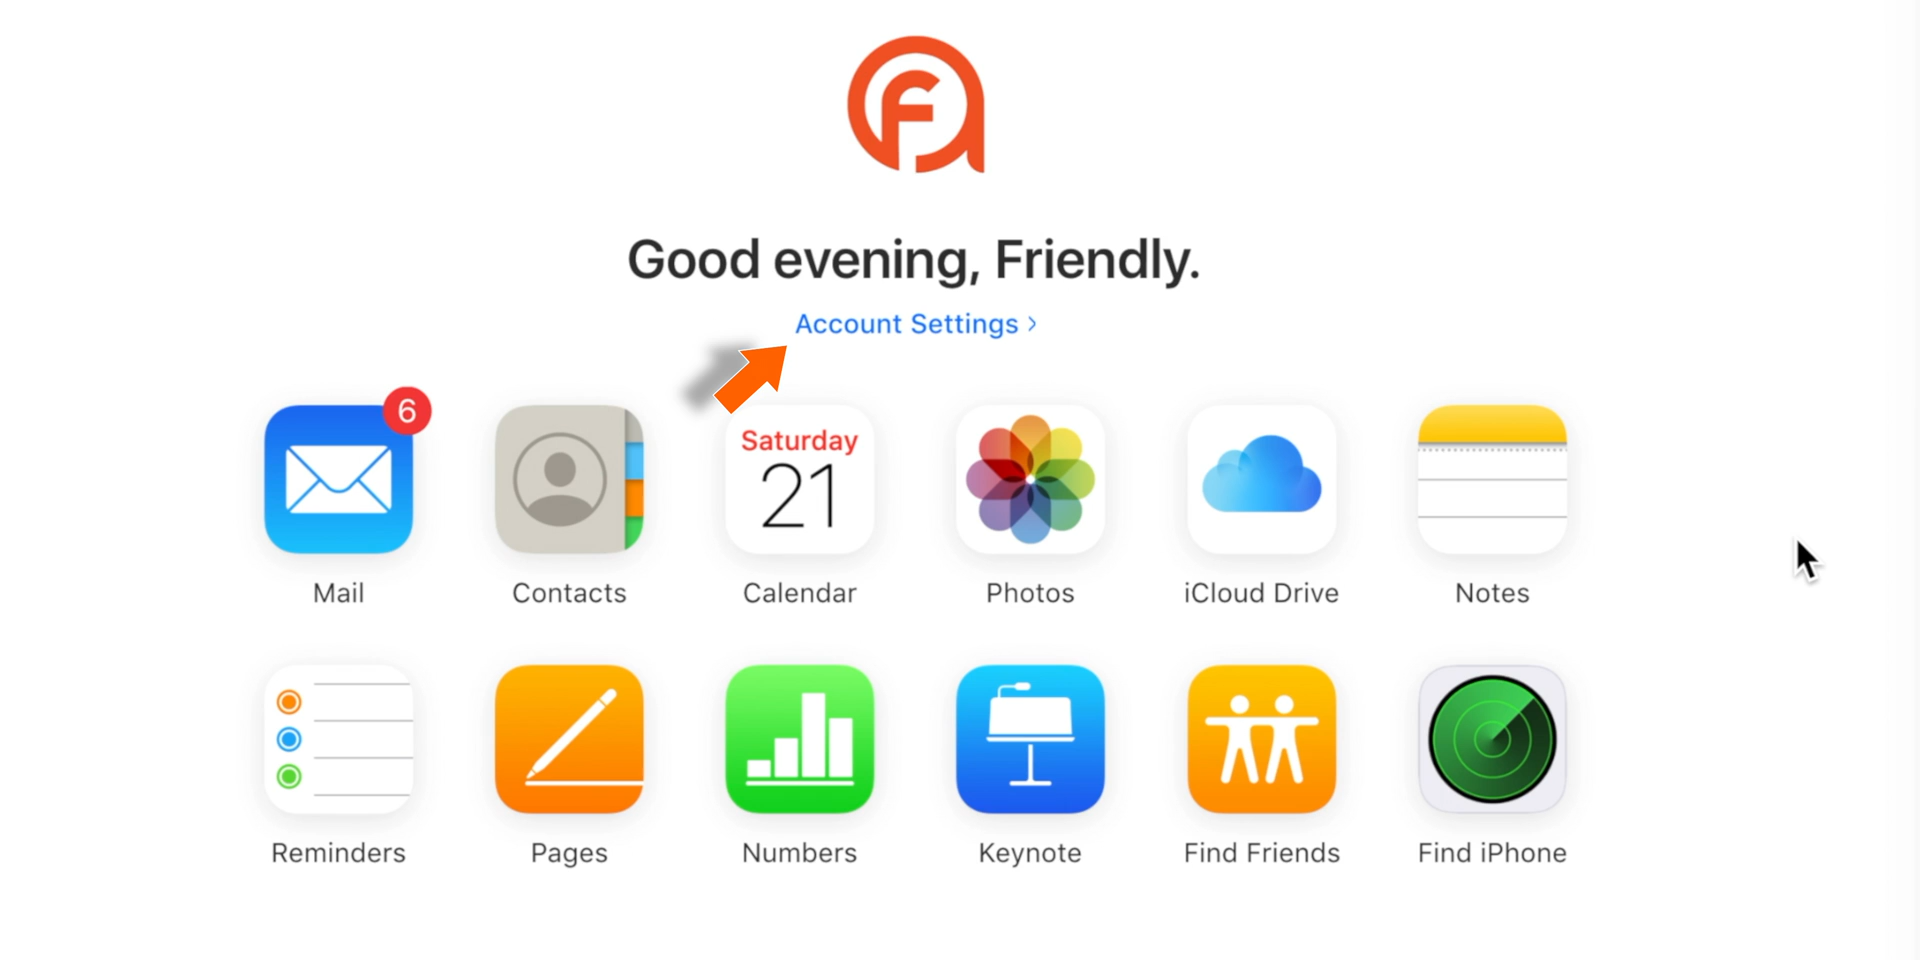 Good evening, Friendly.
Account Settings >
6
Saturday
21
Mail
Contacts
Calendar
Photos
iCloud Drive
Notes
Reminders
Pages
Numbers
Keynote
Find Friends
Find iPhone